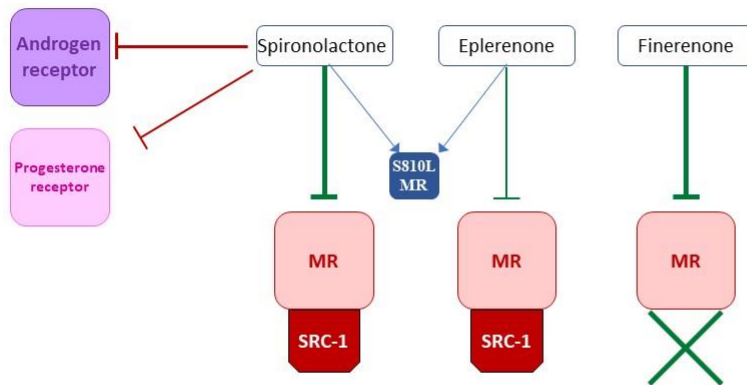 Androgen
receptor
Spironolactone
Eplerenone
Finerenone
Progesterone
receptor
S810L
MR
MR
MR
MR
SRC-1
SRC-1